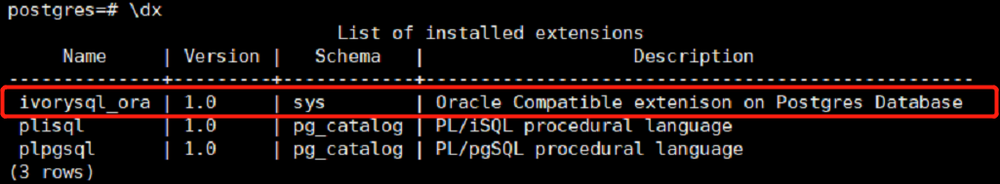 postgres=# \dx
List of installed extensions
Name | Version | Schema | Description
-------------+---------+------------+-----------------------------------------------------
ivorysql_ora | 1.0 | sys | Oracle Compatible extenison on Postgres Database
plisql | 1.0 | pg_catalog | PL/iSQL procedural language
plpgsql | 1.0 | pg_catalog | PL/pgSQL procedural language
(3 rows)